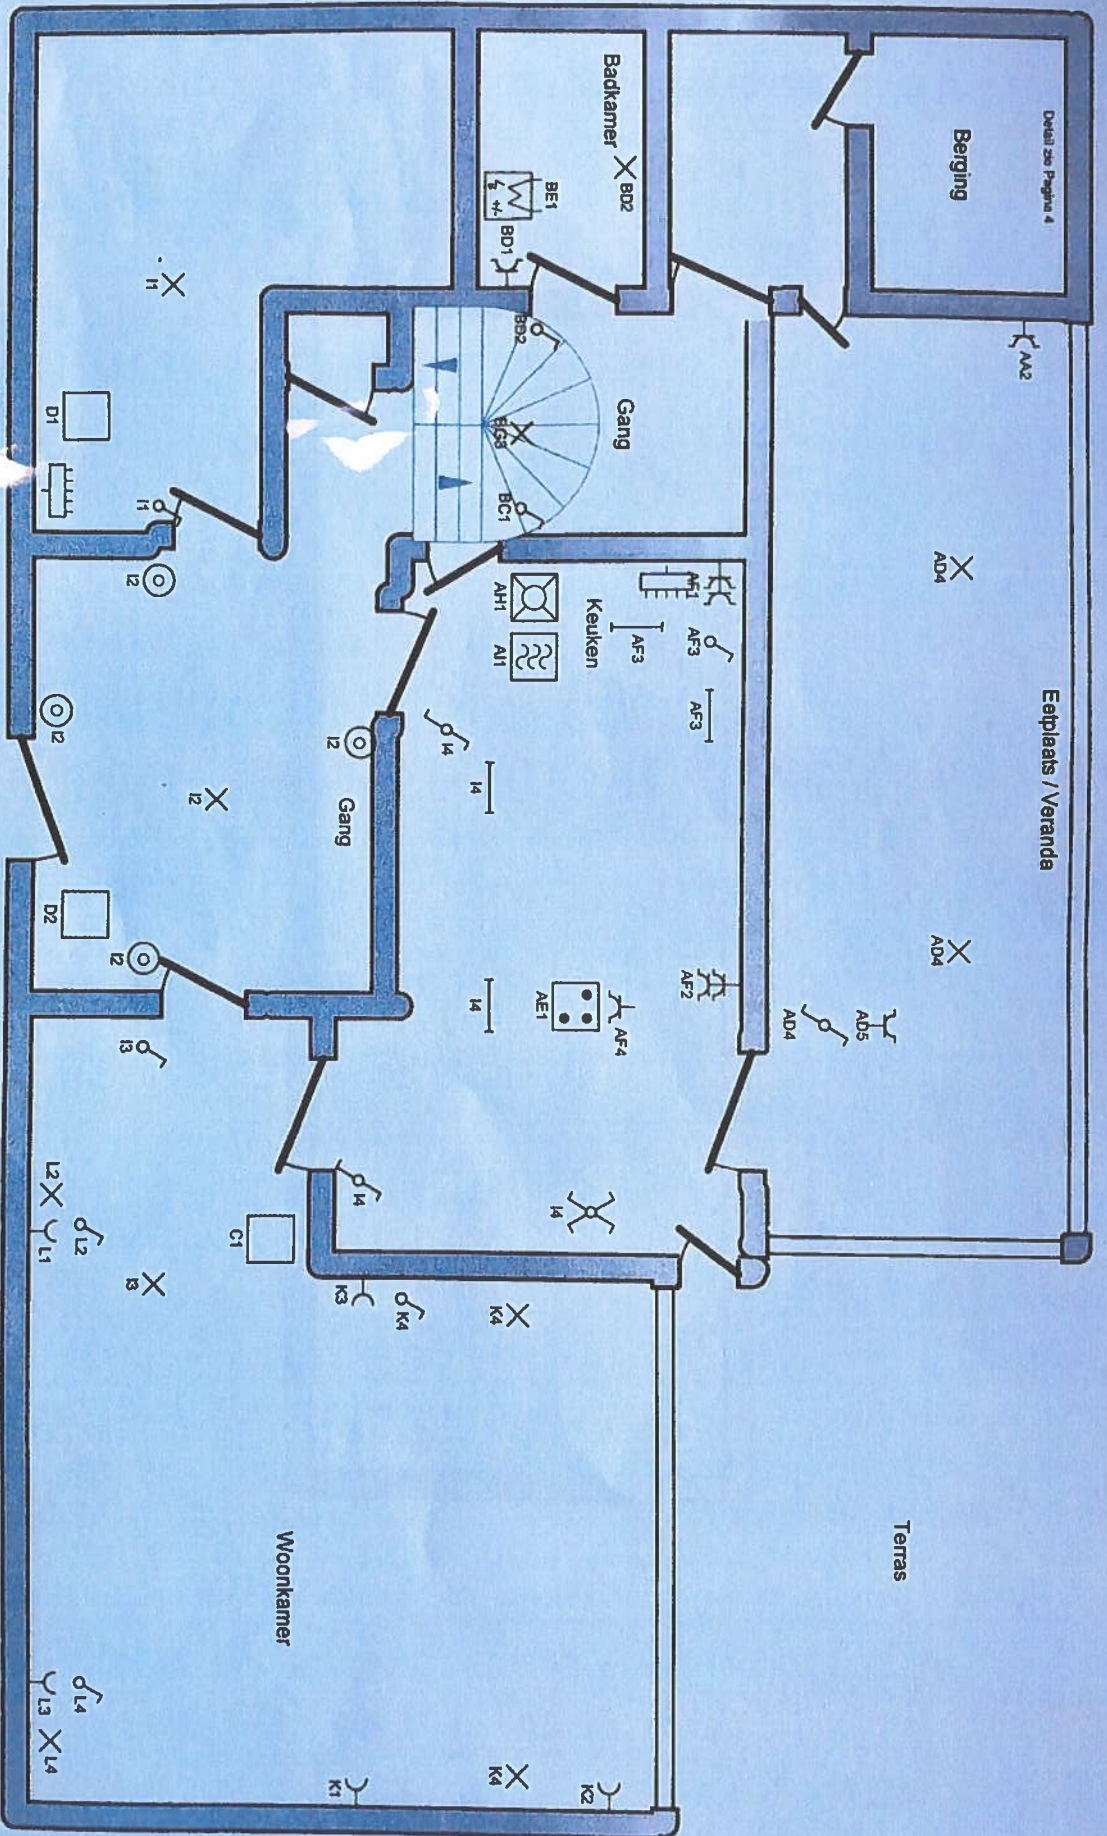 Detail zie Pagina 4
Berging
AA2
Eetplaats / Veranda
AD4
AD4
AD5
AD4
Terras
Badkamer
BD2
BE1
BD1
Gang
BG3
BC1
AF1
AF3
AF3
AF3
Keuken
AH1
AI1
AF2
AF4
AE1
I4
I4
I4
I4
I4
I1
D1
I1
I2
I2
I2
I2
Gang
I2
D2
I3
L2
L2
L1
I3
C1
K3
K4
K4
Woonkamer
L4
L3
L4
K1
K4
K2